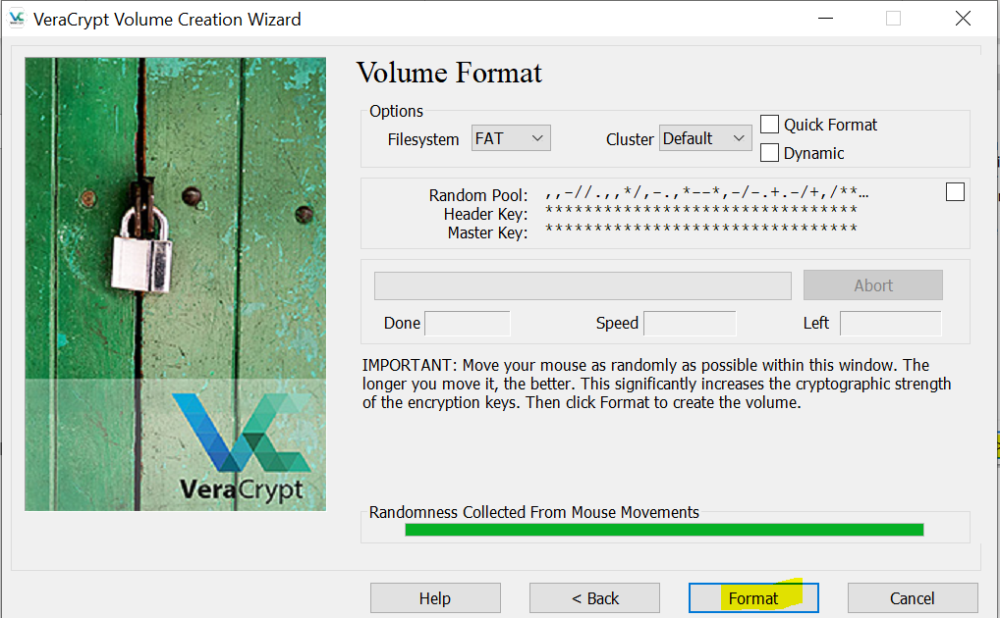 VeraCrypt Volume Creation Wizard
Volume Format
Options
Filesystem FAT Cluster Default Quick Format
Dynamic
Random Pool: ,,-//.,,*/,-.,*--*,-/-.+.-/+,/**...
Header Key: ********************************
Master Key: ********************************
Abort
Done Speed Left
IMPORTANT: Move your mouse as randomly as possible within this window. The
longer you move it, the better. This significantly increases the cryptographic strength
of the encryption keys. Then click Format to create the volume.
VeraCrypt
Randomness Collected From Mouse Movements
Help < Back Format Cancel